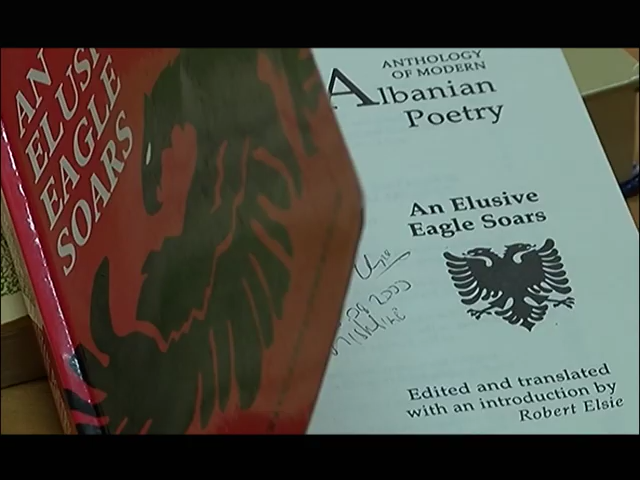 AN
ELUSI
EAGLE
SOARS
ANTHOLOGY
OF MODERN
Albanian
Poetry
An Elusive
Eagle Soars
Edited and translated
with an introduction by
Robert Elsie